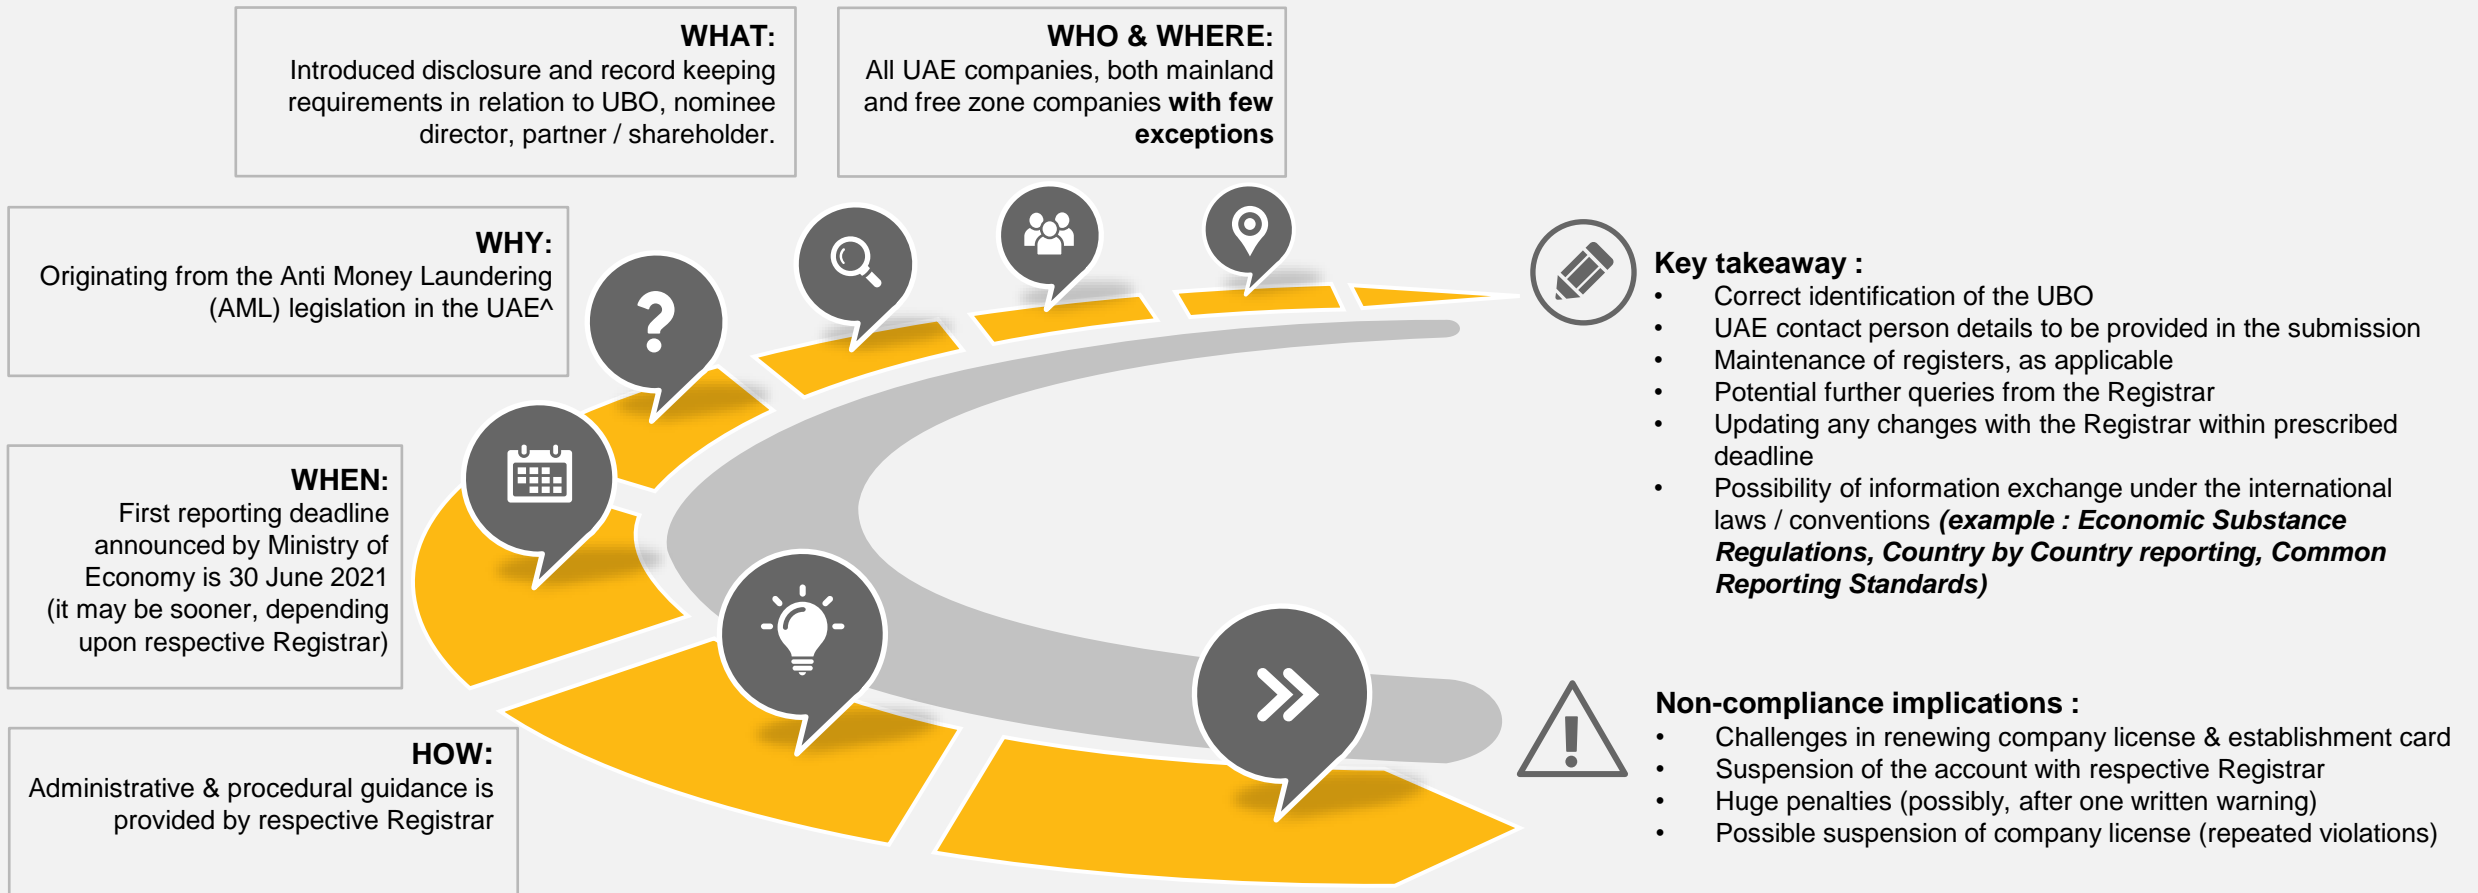 WHAT:
Introduced disclosure and record keeping
requirements in relation to UBO, nominee
director, partner / shareholder.
WHO & WHERE:
All UAE companies, both mainland
and free zone companies with few
exceptions
WHY:
Originating from the Anti Money Laundering
(AML) legislation in the UAE^
WHEN:
First reporting deadline
announced by Ministry of
Economy is 30 June 2021
(it may be sooner, depending
upon respective Registrar)
HOW:
Administrative & procedural guidance is
provided by respective Registrar
Key takeaway :
• Correct identification of the UBO
• UAE contact person details to be provided in the submission
• Maintenance of registers, as applicable
• Potential further queries from the Registrar
• Updating any changes with the Registrar within prescribed
deadline
• Possibility of information exchange under the international
laws / conventions (example : Economic Substance
Regulations, Country by Country reporting, Common
Reporting Standards)
Non-compliance implications :
• Challenges in renewing company license & establishment card
• Suspension of the account with respective Registrar
• Huge penalties (possibly, after one written warning)
• Possible suspension of company license (repeated violations)